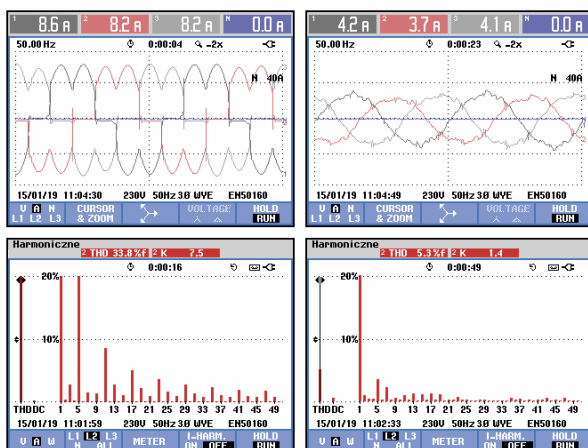 1 8.6 A 2 8.2 A 3 8.2 A N 0.0 A
50.00 Hz 0:00:04 -2x
N 40A
15/01/19 11:04:30 230V 50Hz 3Ø WYE EN50160
V A N CURSOR VOLTAGE HOLD
L1 L2 L3 & ZOOM RUN
1 4.2 A 2 3.7 A 3 4.1 A N 0.0 A
50.00 Hz 0:00:23 -2x
N 40A
15/01/19 11:04:49 230V 50Hz 3Ø WYE EN50160
V A N CURSOR VOLTAGE HOLD
L1 L2 L3 & ZOOM RUN
Harmoniczne
2 THD 33.8%f 2 K 7.5
0:00:16
20%
10%
THDDC 1 5 9 13 17 21 25 29 33 37 41 45 49
15/01/19 11:01:59 230V 50Hz 3Ø WYE EN50160
V A W L1 L2 L3 METER I-HARM. HOLD
N ALL ON OFF RUN
Harmoniczne
2 THD 5.3%f 2 K 1.4
0:00:49
20%
10%
THDDC 1 5 9 13 17 21 25 29 33 37 41 45 49
15/01/19 11:02:33 230V 50Hz 3Ø WYE EN50160
V A W L1 L2 L3 METER I-HARM. HOLD
N ALL ON OFF RUN